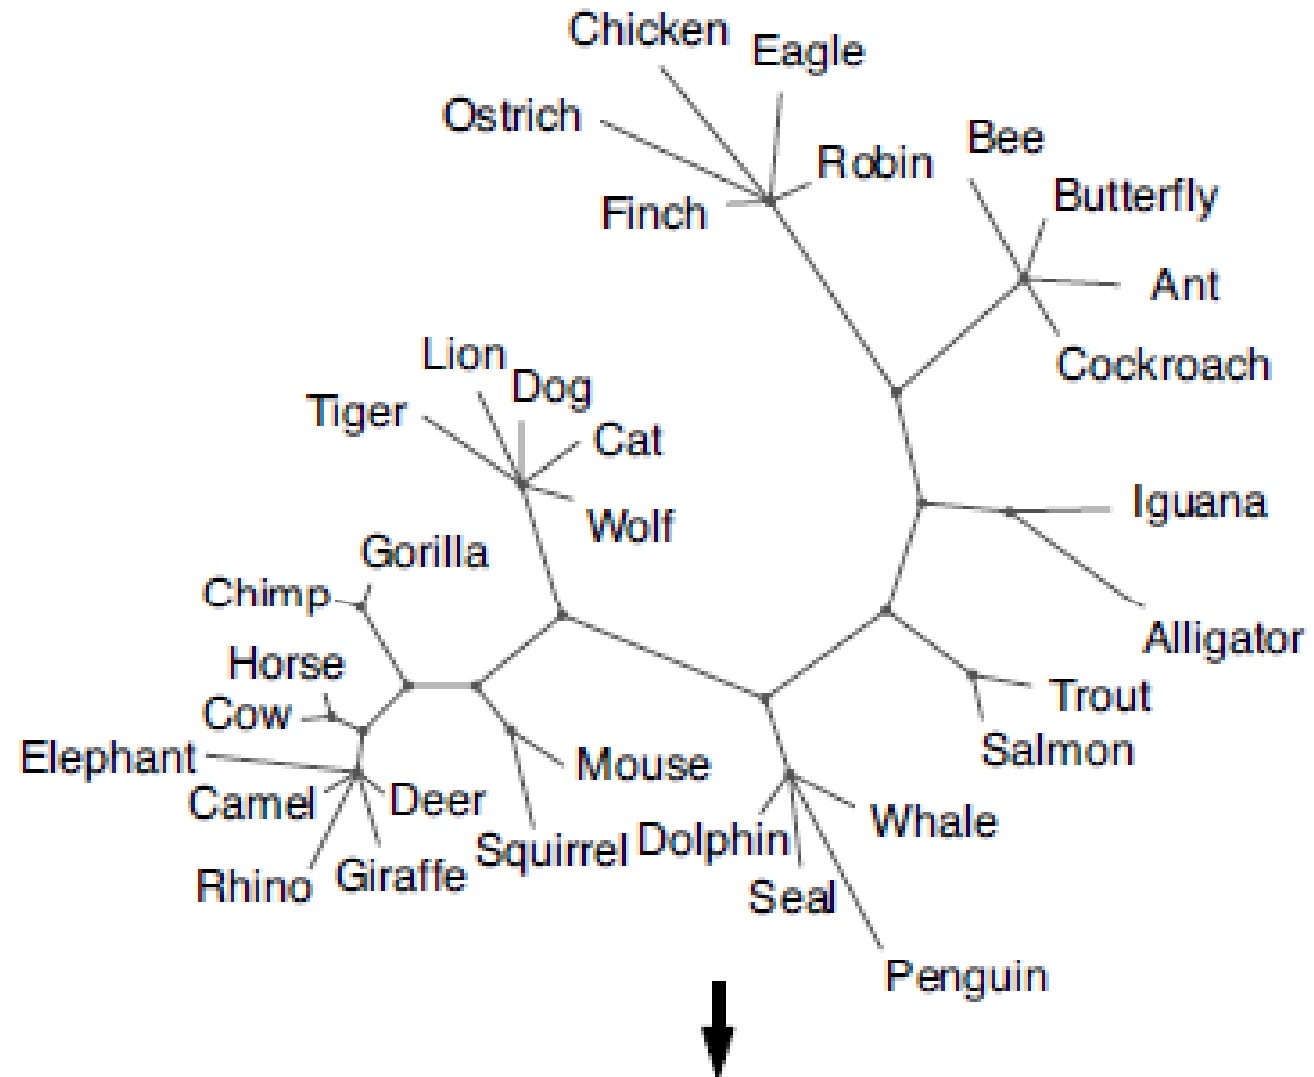 Chicken
Eagle
Ostrich
Bee
Robin
Butterfly
Finch
Ant
Lion
Cockroach
Dog
Tiger
Cat
Iguana
Wolf
Gorilla
Chimp
Alligator
Horse
Trout
Cow
Salmon
Elephant
Mouse
Camel
Deer
Whale
Squirrel
Dolphin
Rhino
Giraffe
Seal
Penguin